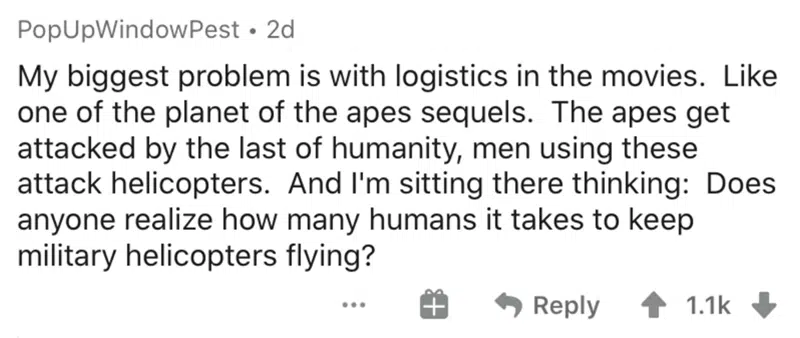 PopUpWindowPest • 2d
My biggest problem is with logistics in the movies.  Like
one of the planet of the apes sequels.  The apes get
attacked by the last of humanity, men using these
attack helicopters.  And I'm sitting there thinking:  Does
anyone realize how many humans it takes to keep
military helicopters flying?
... Reply 1.1k